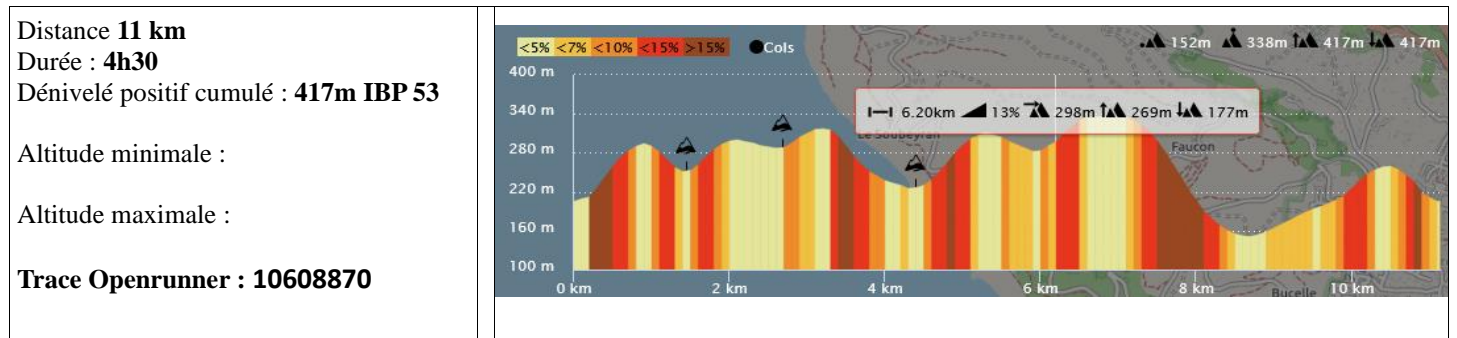 Distance 11 km
Durée : 4h30
Dénivelé positif cumulé : 417m IBP 53
Altitude minimale :
Altitude maximale :
Trace Openrunner : 10608870
<5% <7% <10% <15% >15% Cols
152m 338m 417m 417m
400 m
340 m
6.20km 13% 298m 269m 177m
Le Soubeyran
280 m
Faucon
220 m
160 m
100 m
0 km 2 km 4 km 6 km 8 km 10 km
Bucelle